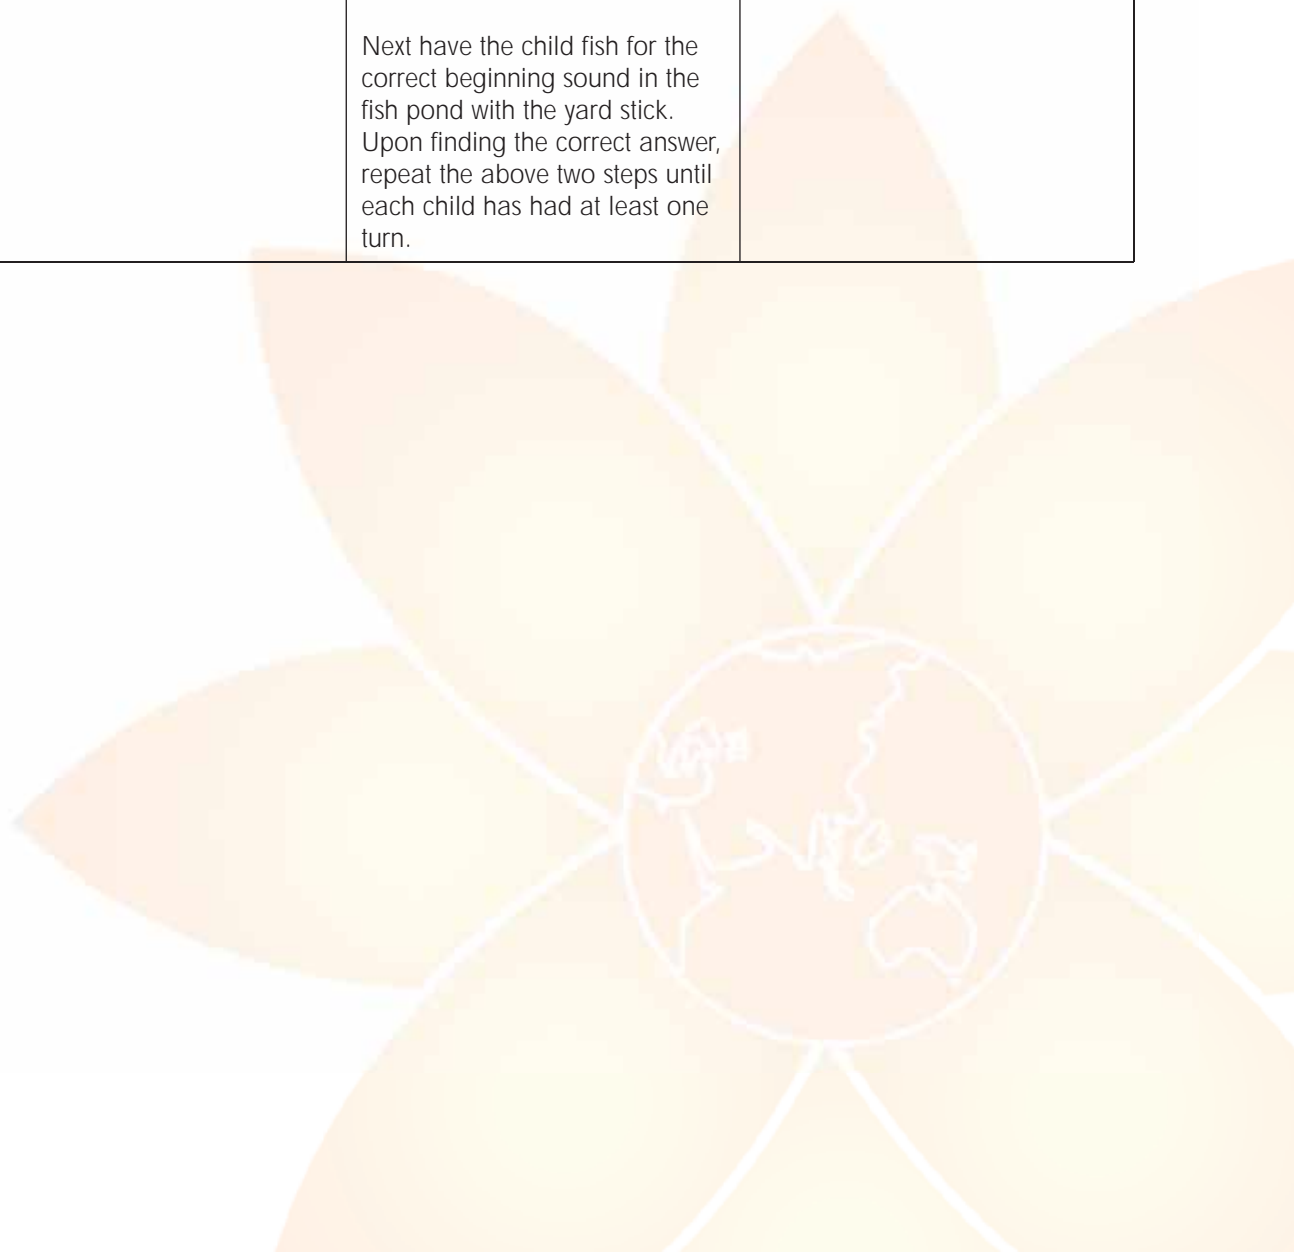 Next have the child fish for the
correct beginning sound in the
fish pond with the yard stick.
Upon finding the correct answer,
repeat the above two steps until
each child has had at least one
turn.